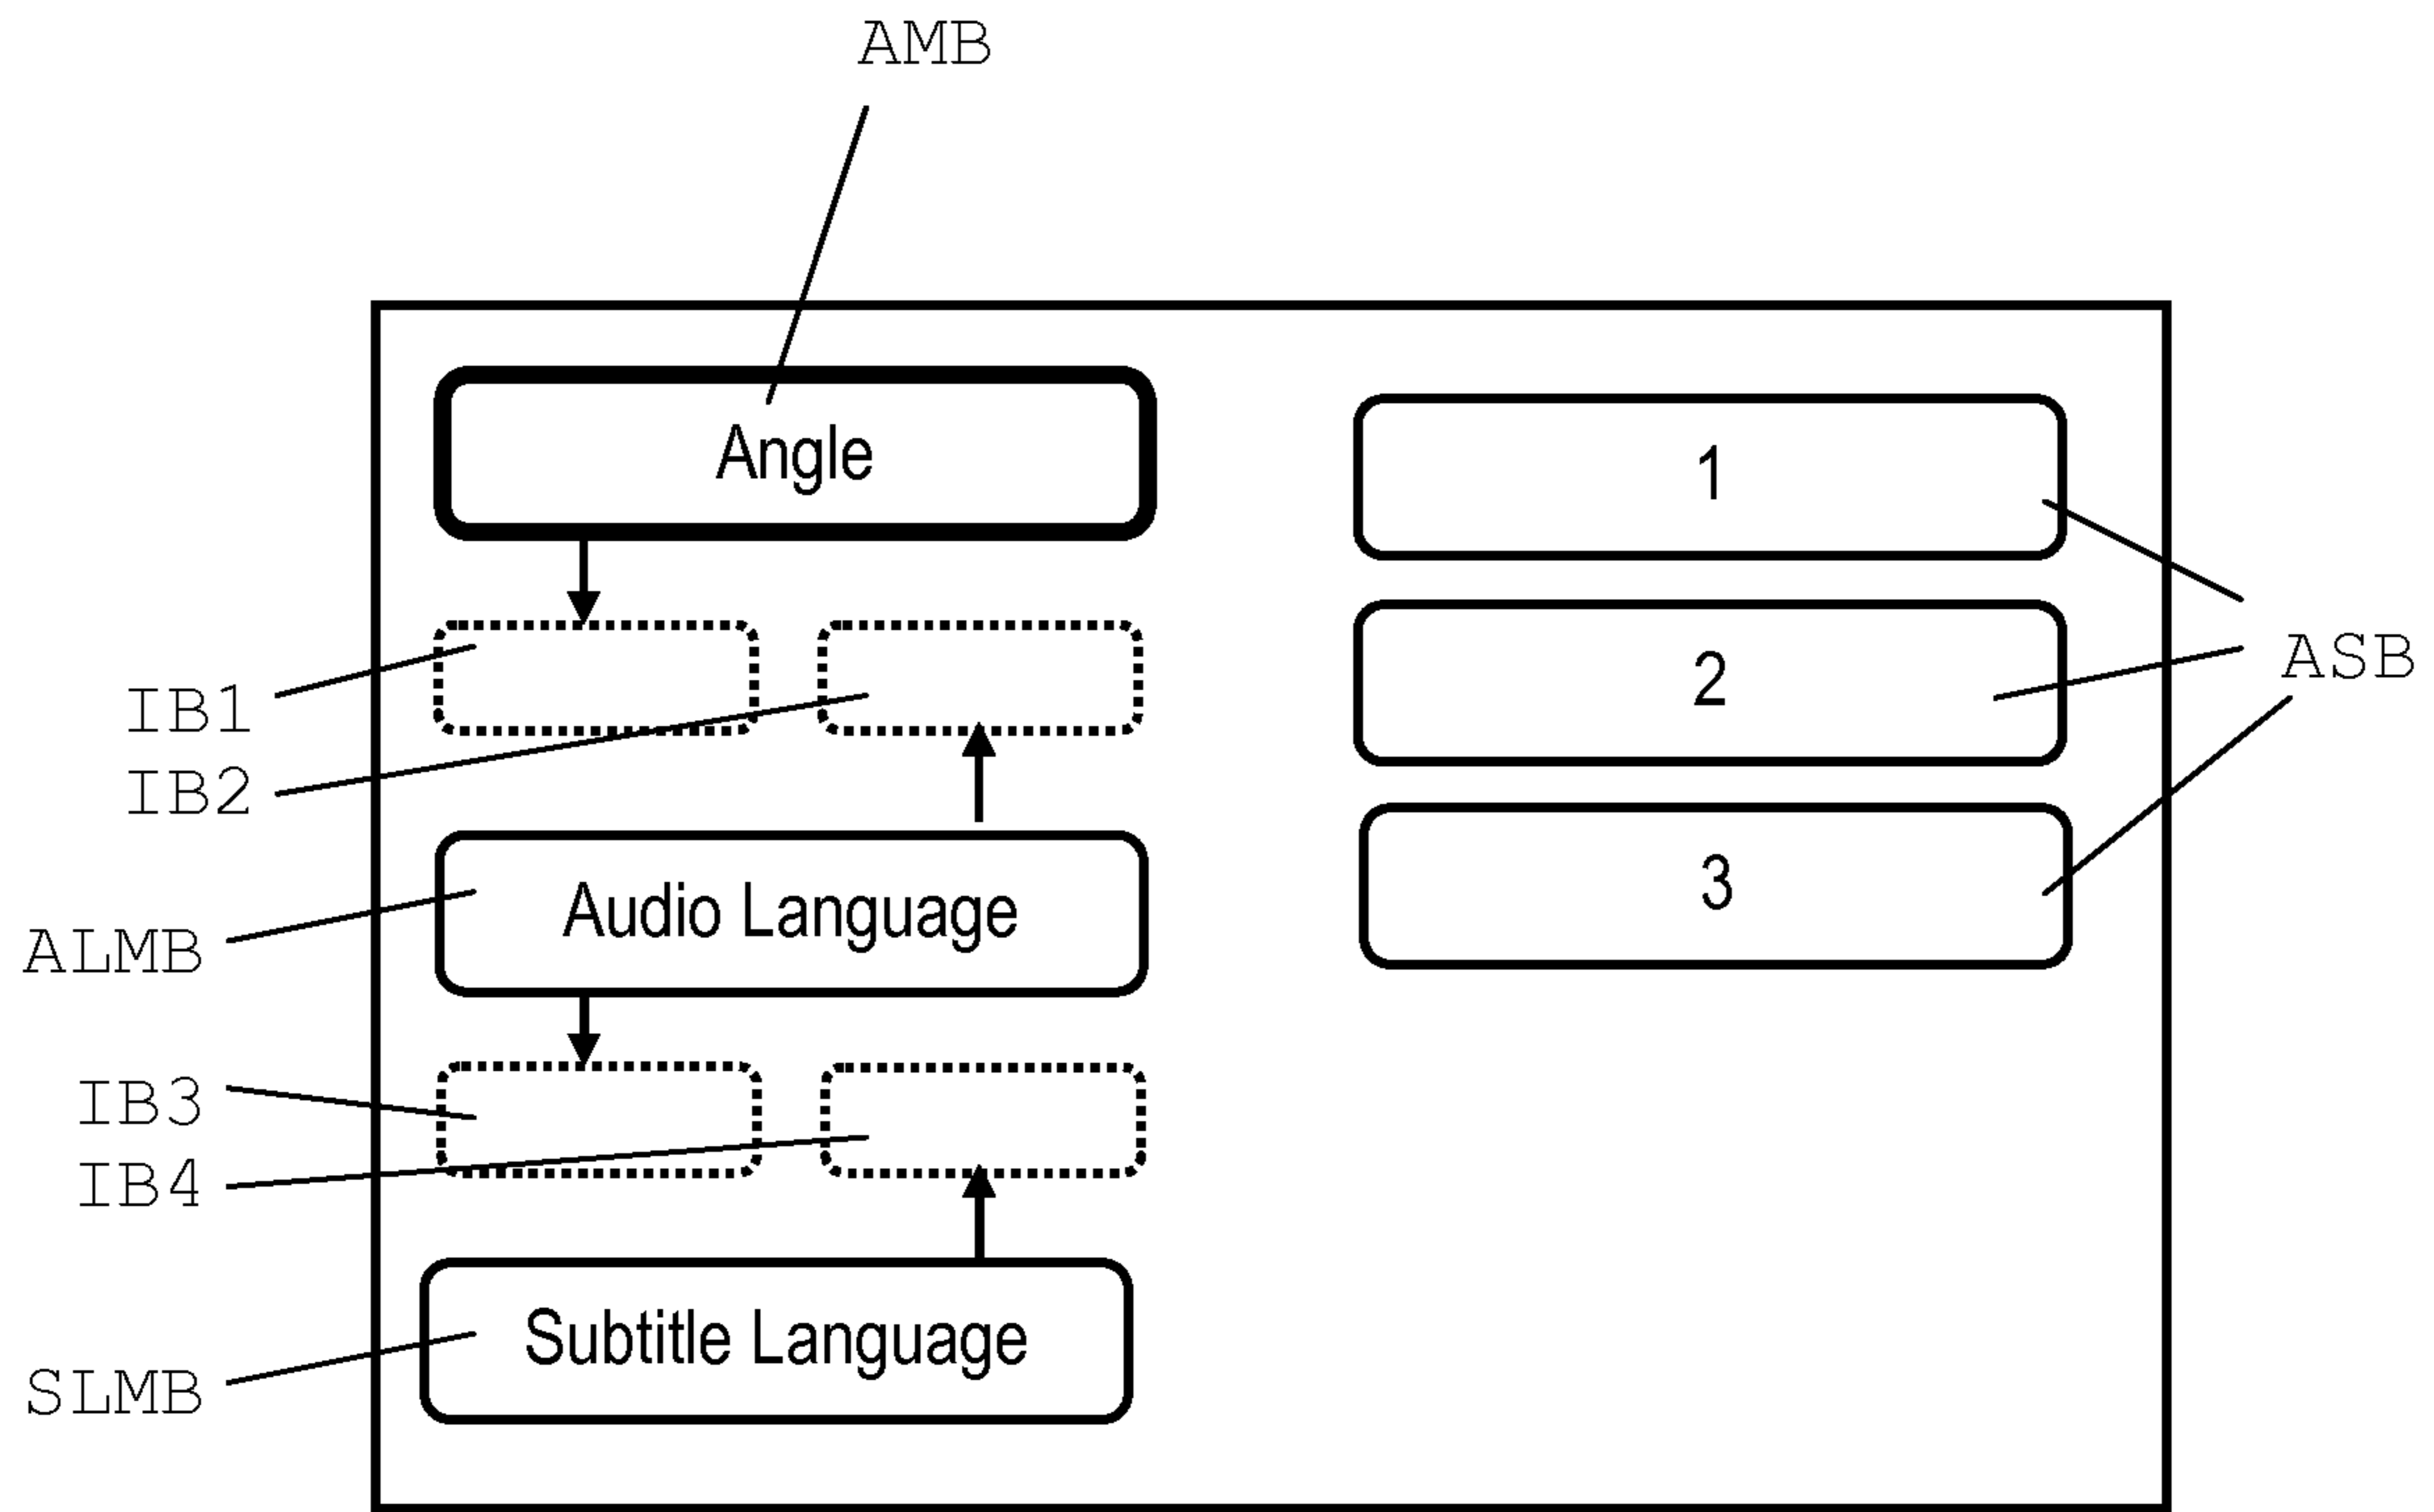 AMB
Angle
1
IB1
2
ASB
IB2
Audio Language
3
ALMB
IB3
IB4
Subtitle Language
SLMB